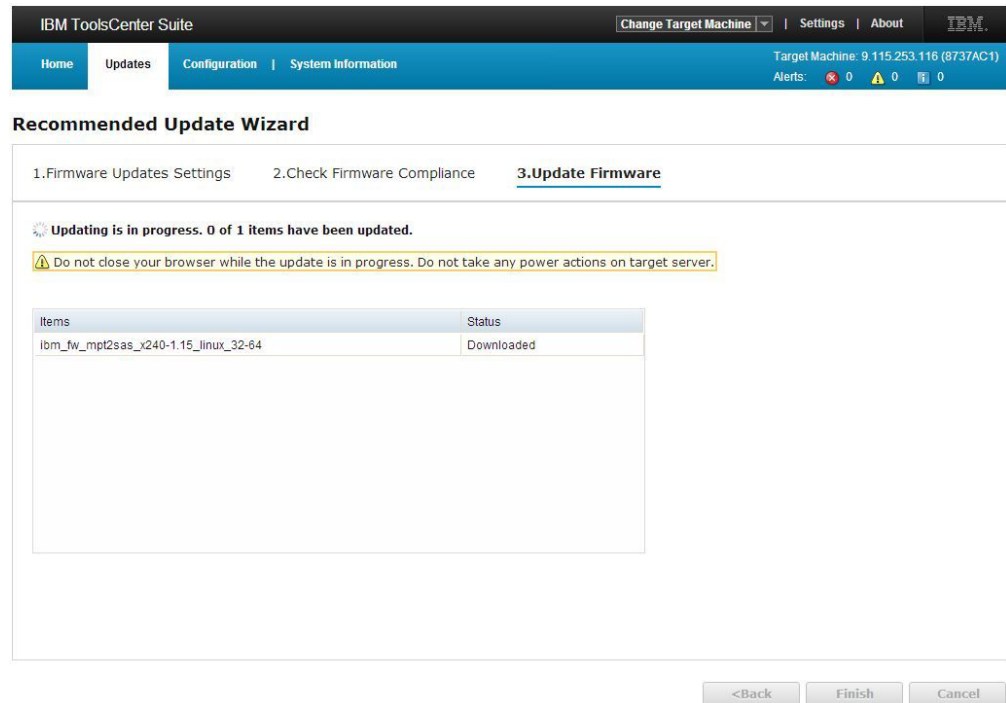 IBM ToolsCenter Suite
Change Target Machine | Settings | About IBM.
Home Updates Configuration | System Information
Target Machine: 9.115.253.116 (8737AC1)
Alerts: 0 0 0
Recommended Update Wizard
1.Firmware Updates Settings 2.Check Firmware Compliance 3.Update Firmware
Updating is in progress. 0 of 1 items have been updated.
Do not close your browser while the update is in progress. Do not take any power actions on target server.
Items Status
ibm_fw_mpt2sas_x240-1.15_linux_32-64 Downloaded
<Back Finish Cancel